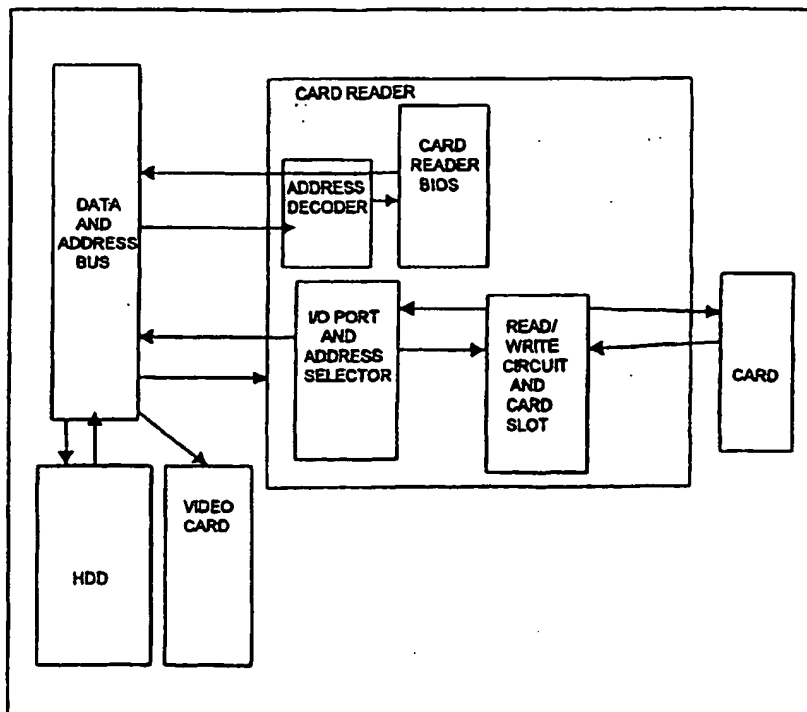 CARD READER
CARD
READER
BIOS
ADDRESS
DECODER
DATA
AND
ADDRESS
BUS
I/O PORT
AND
ADDRESS
SELECTOR
READ/
WRITE
CIRCUIT
AND
CARD
SLOT
CARD
HDD
VIDEO
CARD